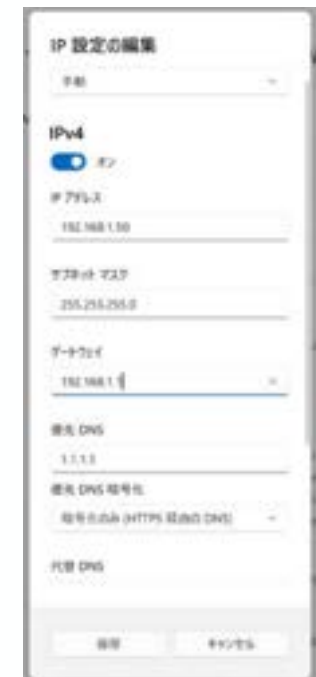 IP 設定の編集
手動
IPv4
オン
IP アドレス
192.168.1.50
サブネット マスク
255.255.255.0
ゲートウェイ
192.168.1.1
優先 DNS
1.1.1.1
優先 DNS 暗号化
暗号化のみ (HTTPS 経由の DNS)
代替 DNS
保存
キャンセル